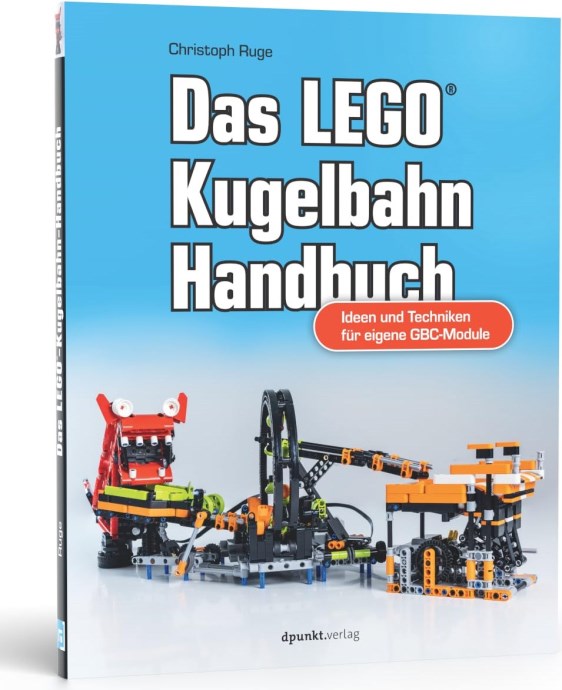 Christoph Ruge
Das LEGO®
Kugelbahn
Handbuch
Ideen und Techniken
für eigene GBC-Module
dpunkt.verlag
Das LEGO®-Kugelbahn-Handbuch
Ruge